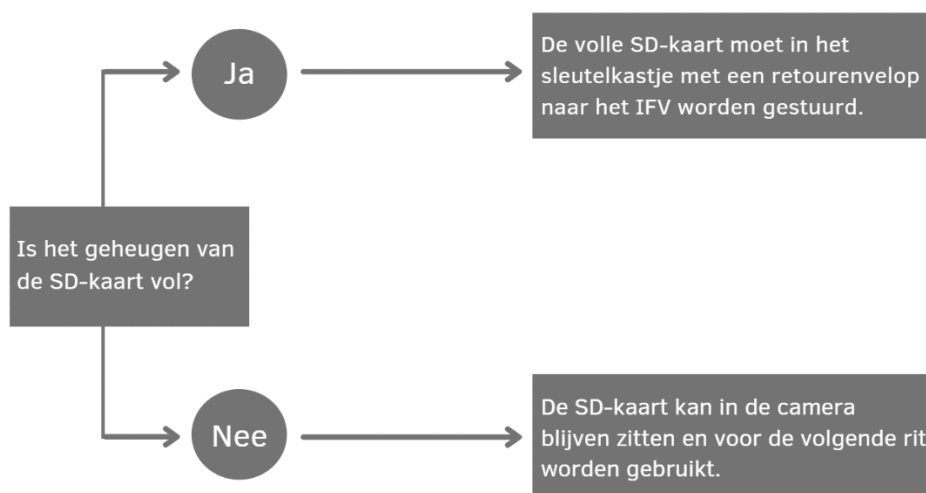 Ja
De volle SD-kaart moet in het
sleutelkastje met een retourenvelop
naar het IFV worden gestuurd.
Is het geheugen van
de SD-kaart vol?
Nee
De SD-kaart kan in de camera
blijven zitten en voor de volgende rit
worden gebruikt.